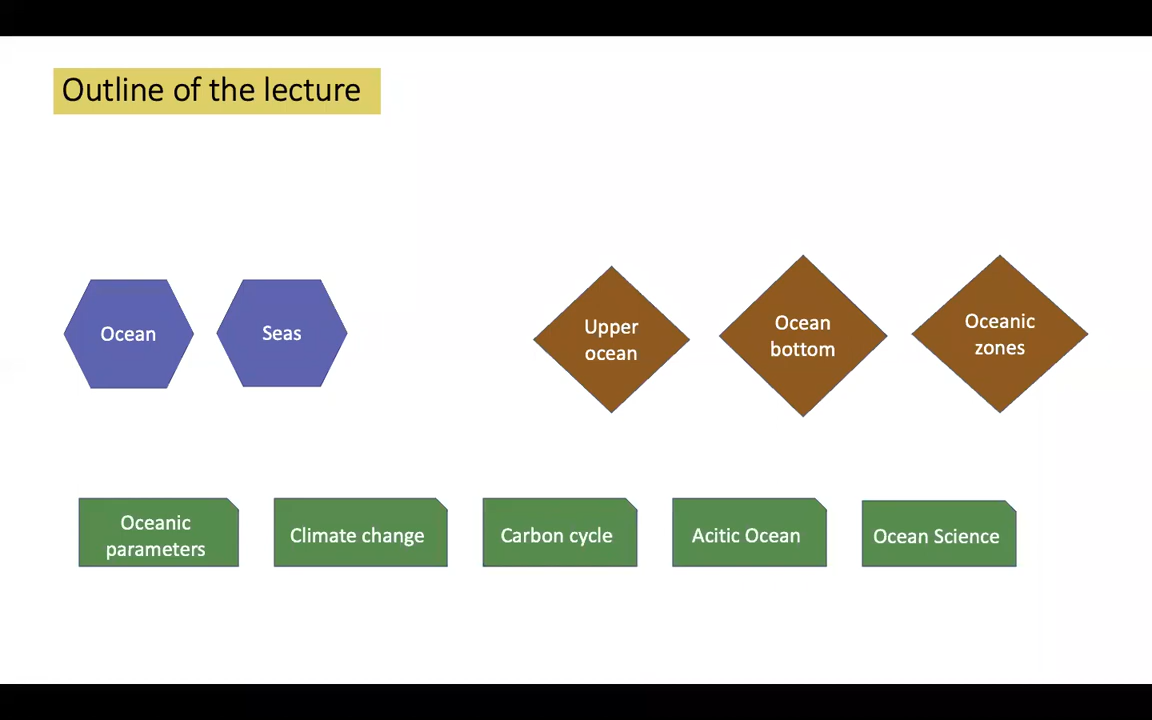 Outline of the lecture
Ocean
Seas
Upper
ocean
Ocean
bottom
Oceanic
zones
Oceanic
parameters
Climate change
Carbon cycle
Acitic Ocean
Ocean Science